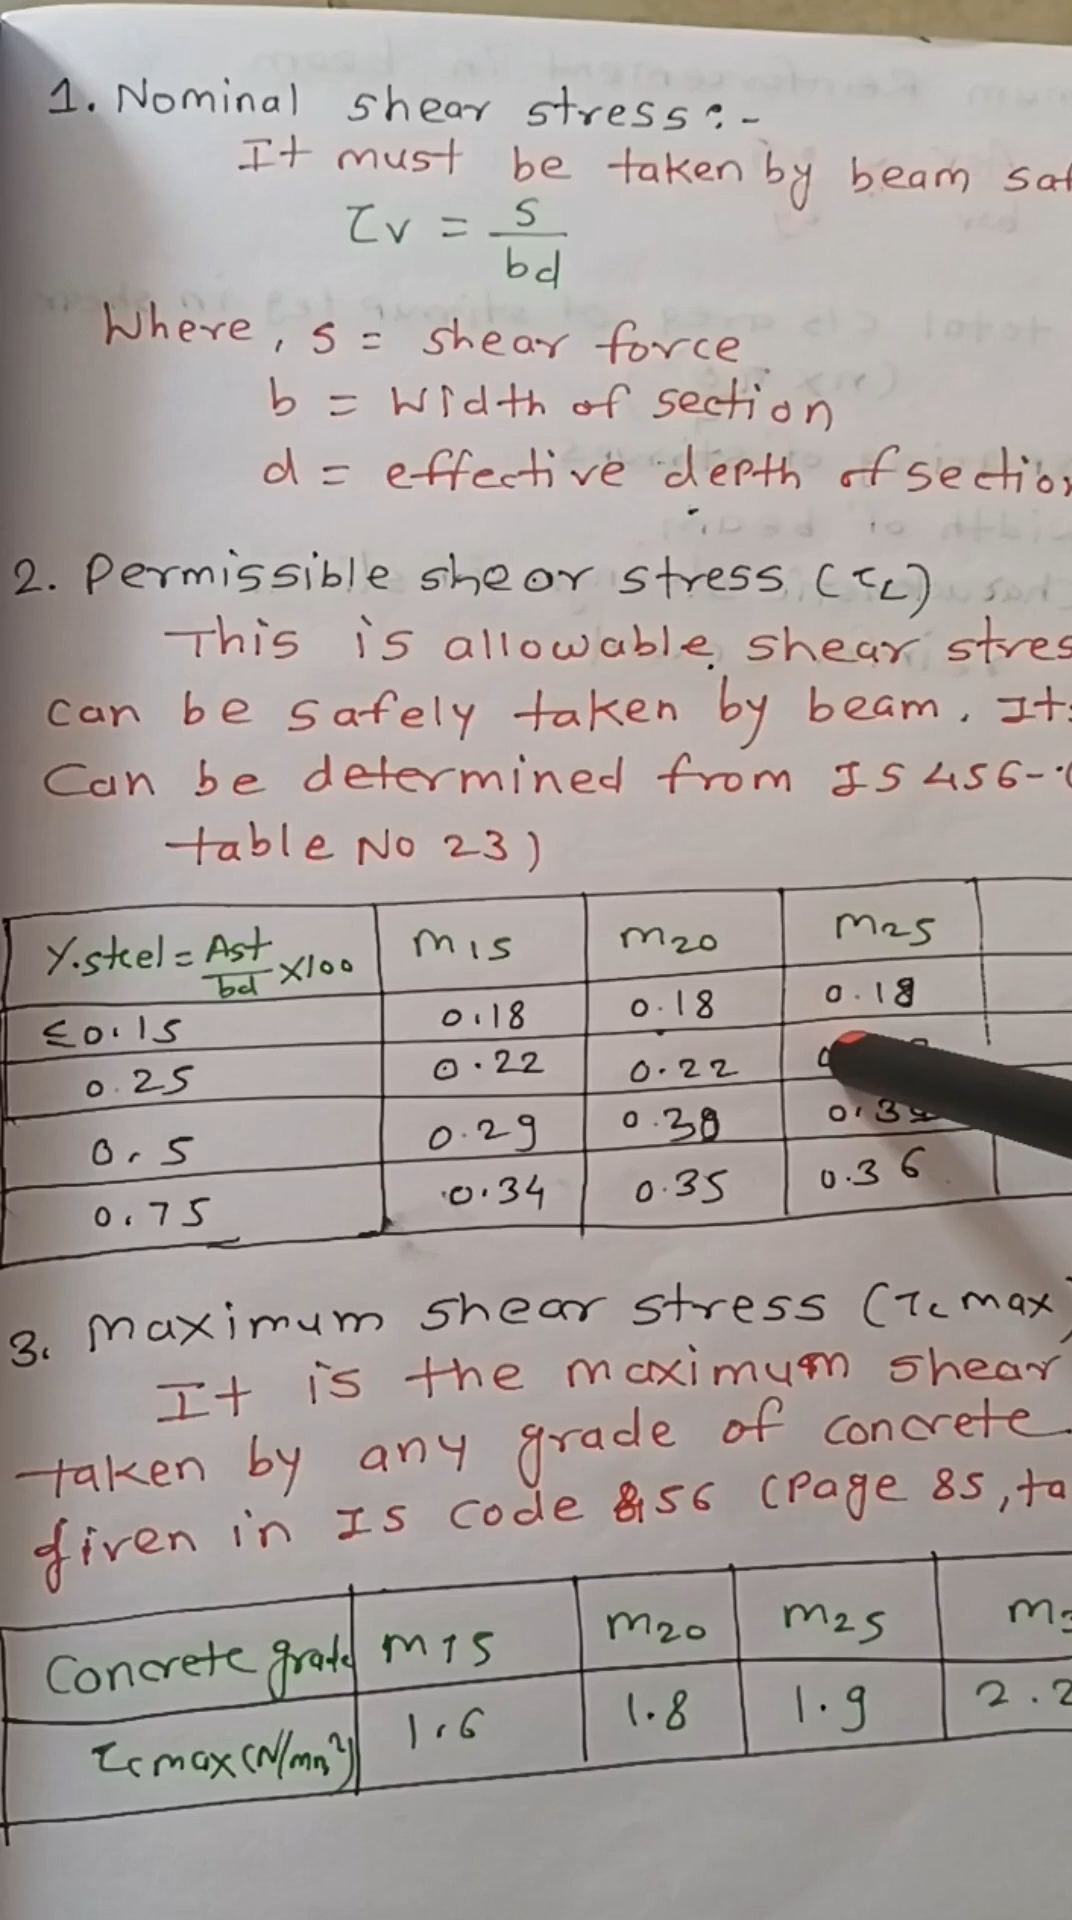 1. Nominal shear stress :-
It must be taken by beam saf
τv = s
bd
Where, s = shear force
b = width of section
d = effective depth of section
2. Permissible shear stress (τc)
This is allowable shear stres
can be safely taken by beam. It
Can be determined from IS 456-
table No 23)
Y.steel = Ast/bd ×100 M15 M20 M25
≤0.15 0.18 0.18 0.18
0.25 0.22 0.22
0.5 0.29 0.30
0.75 0.34 0.35 0.36
3. Maximum shear stress (τc max)
It is the maximum shear
taken by any grade of concrete.
given in IS code 456 (Page 85, ta
Concrete grade M15 M20 M25
τc max (N/mm²) 1.6 1.8 1.9 2.2